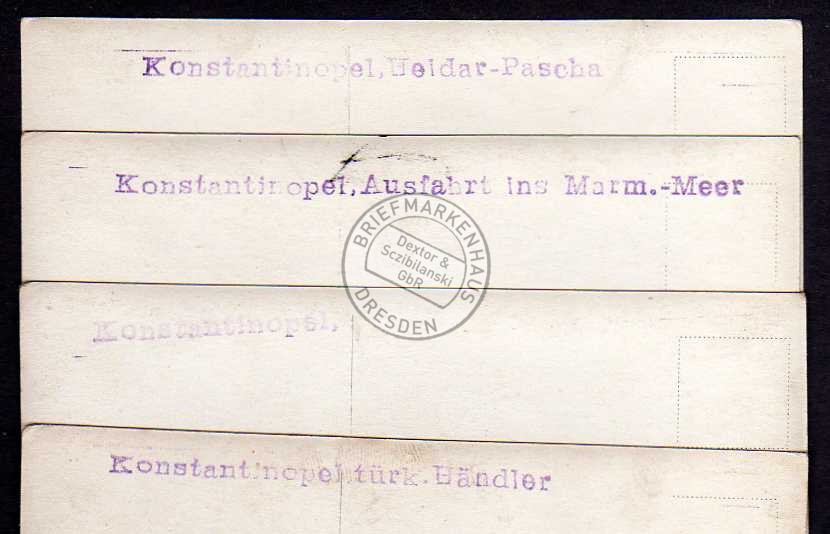 Konstantinopel,Heidar-Pascha
Konstantinopel,Ausfahrt ins Marm.-Meer
BRIEFMARKENHAUS
Dextor &
Sczibilanski
GbR
DRESDEN
Konstantinopel,
Konstantinopel,türk.Händler